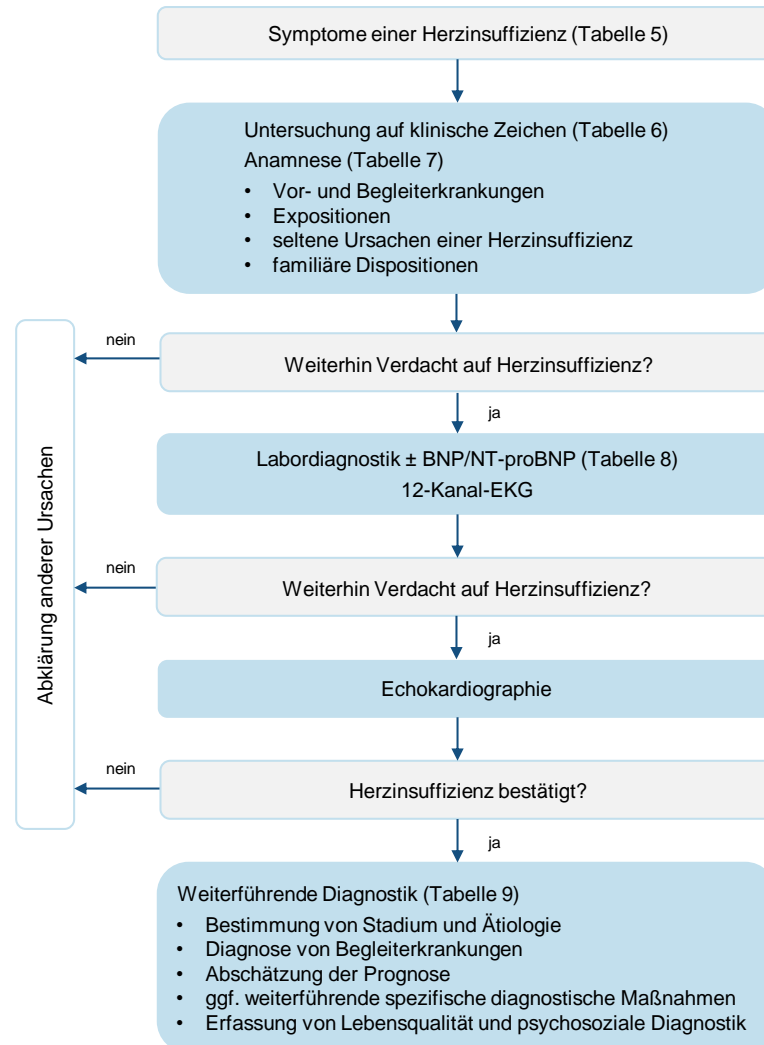 Symptome einer Herzinsuffizienz (Tabelle 5)
Untersuchung auf klinische Zeichen (Tabelle 6)
Anamnese (Tabelle 7)
• Vor- und Begleiterkrankungen
• Expositionen
• seltene Ursachen einer Herzinsuffizienz
• familiäre Dispositionen
nein
Weiterhin Verdacht auf Herzinsuffizienz?
ja
Labordiagnostik ± BNP/NT-proBNP (Tabelle 8)
12-Kanal-EKG
nein
Weiterhin Verdacht auf Herzinsuffizienz?
ja
Echokardiographie
nein
Herzinsuffizienz bestätigt?
ja
Abklärung anderer Ursachen
Weiterführende Diagnostik (Tabelle 9)
• Bestimmung von Stadium und Ätiologie
• Diagnose von Begleiterkrankungen
• Abschätzung der Prognose
• ggf. weiterführende spezifische diagnostische Maßnahmen
• Erfassung von Lebensqualität und psychosoziale Diagnostik